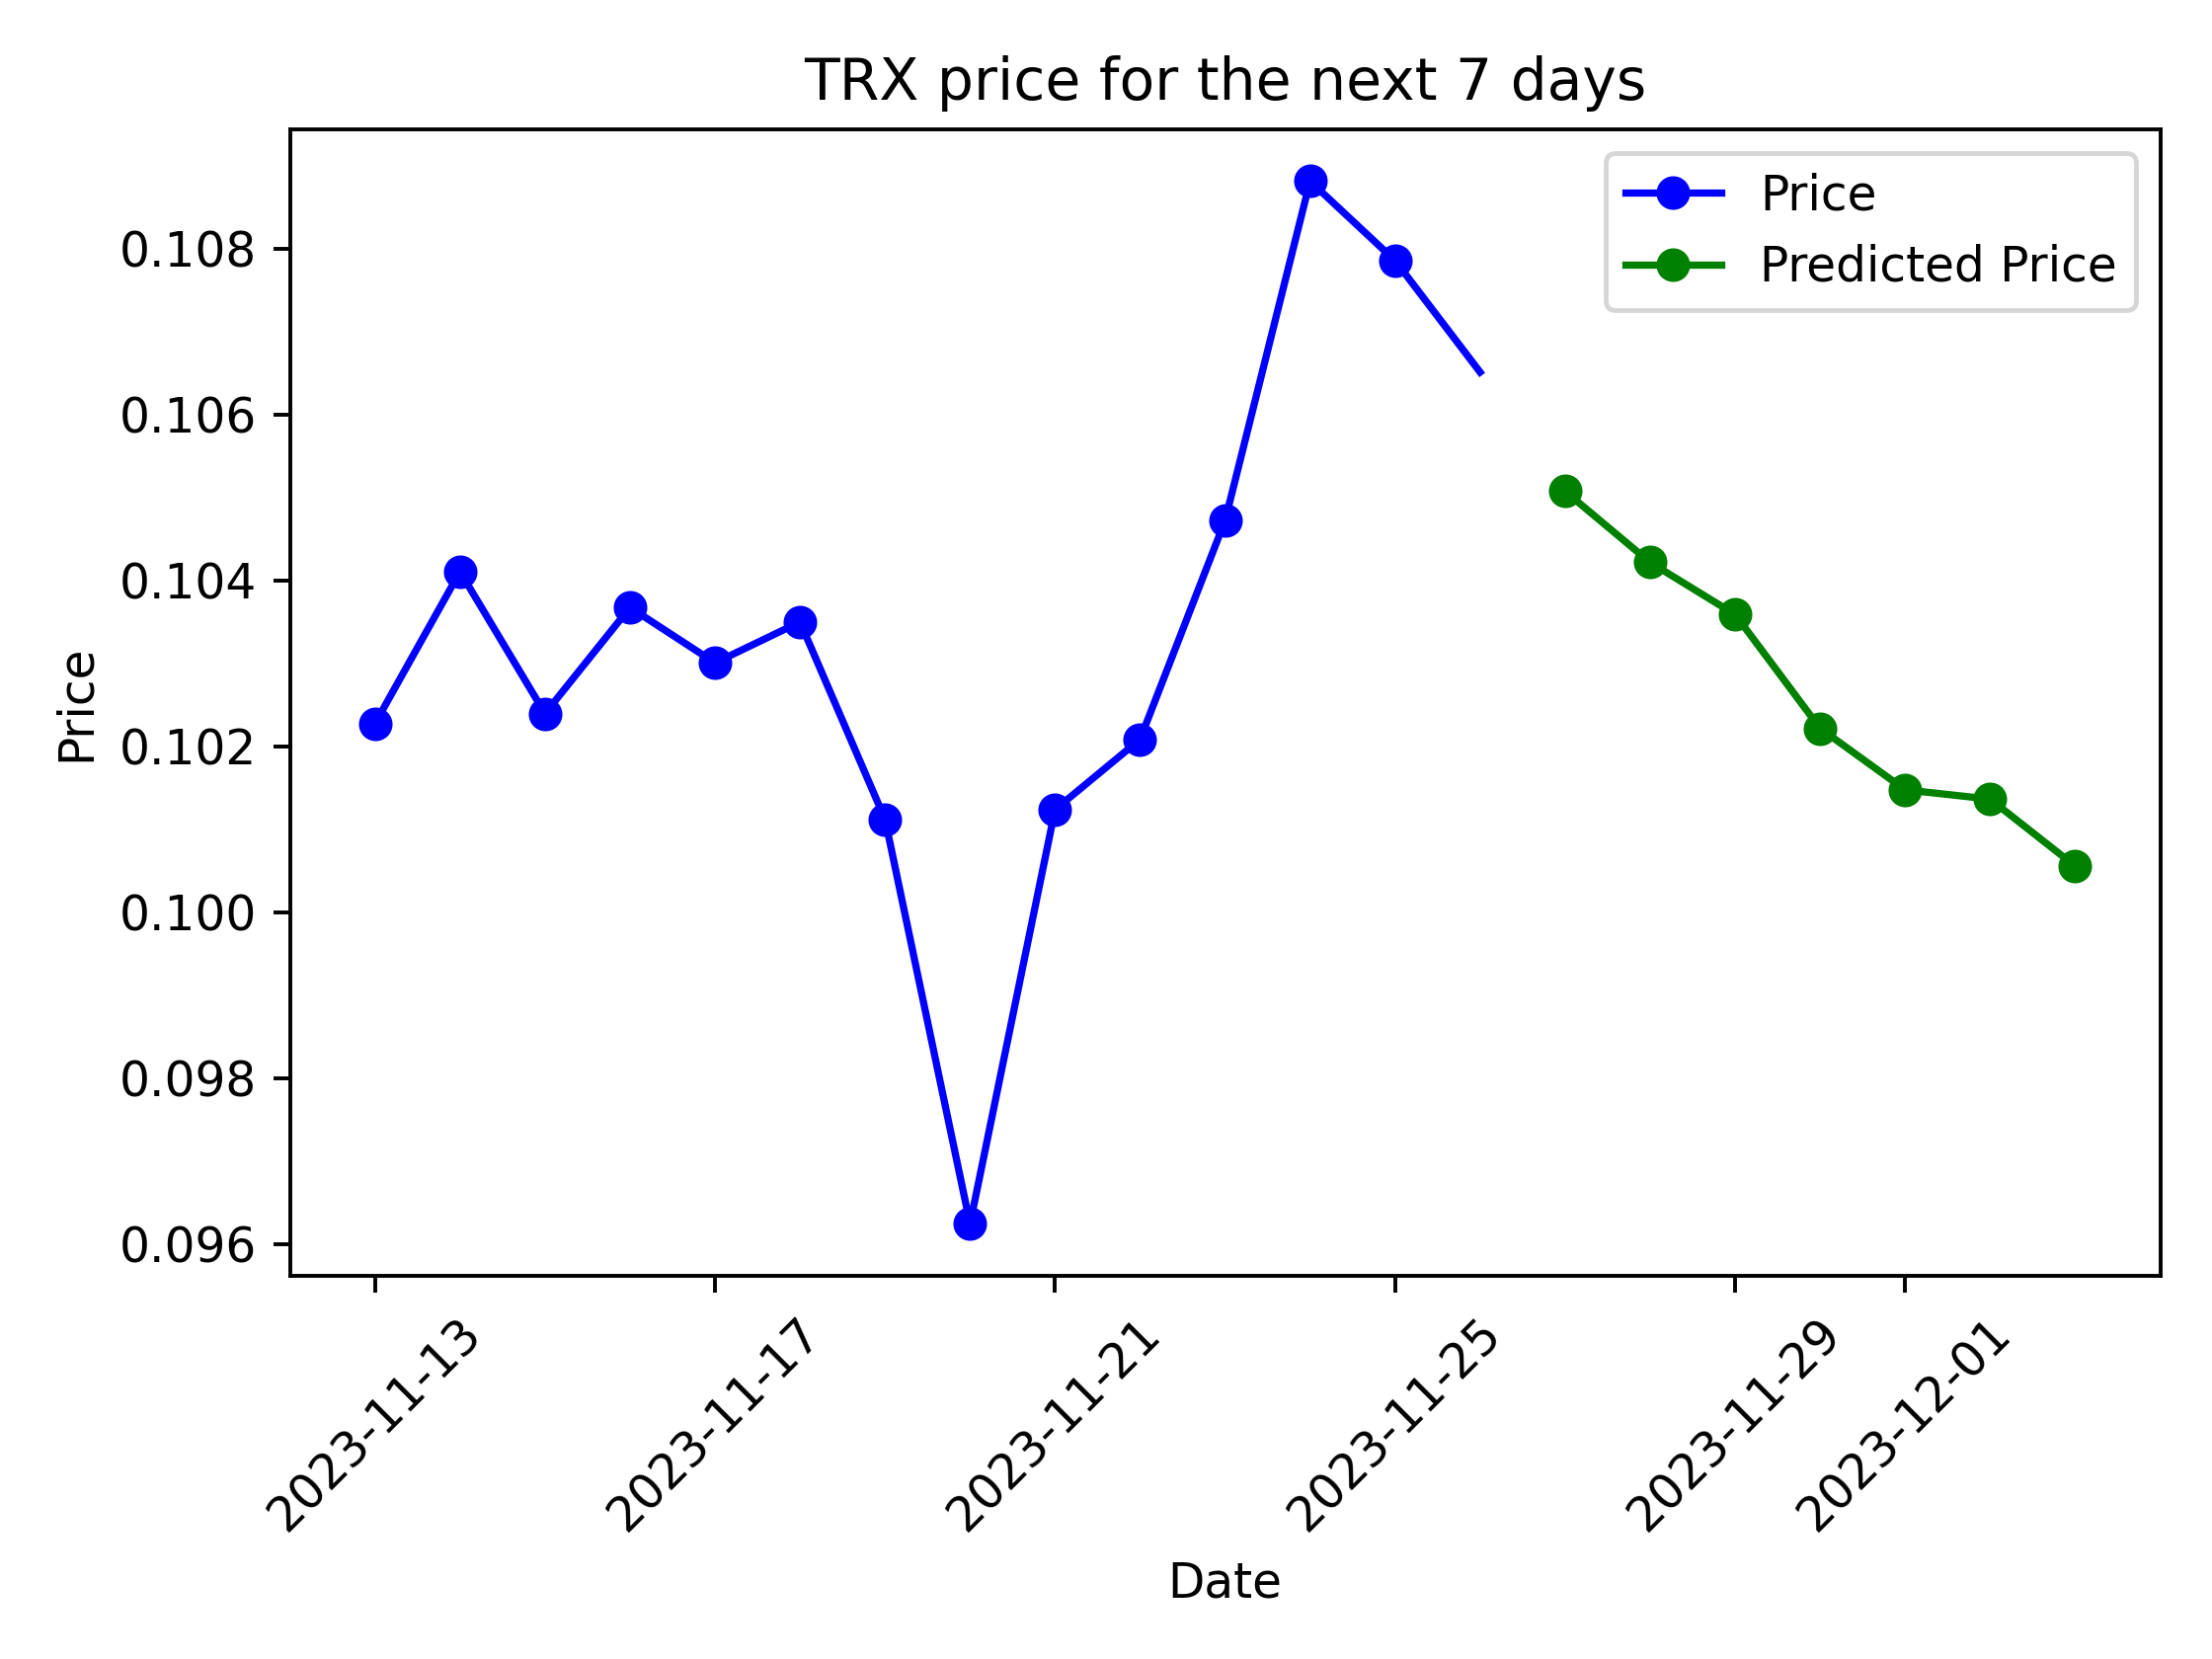 TRX price for the next 7 days
Price
Predicted Price
0.108
0.106
0.104
0.102
0.100
0.098
0.096
Price
2023-11-13
2023-11-17
2023-11-21
2023-11-25
2023-11-29
2023-12-01
Date